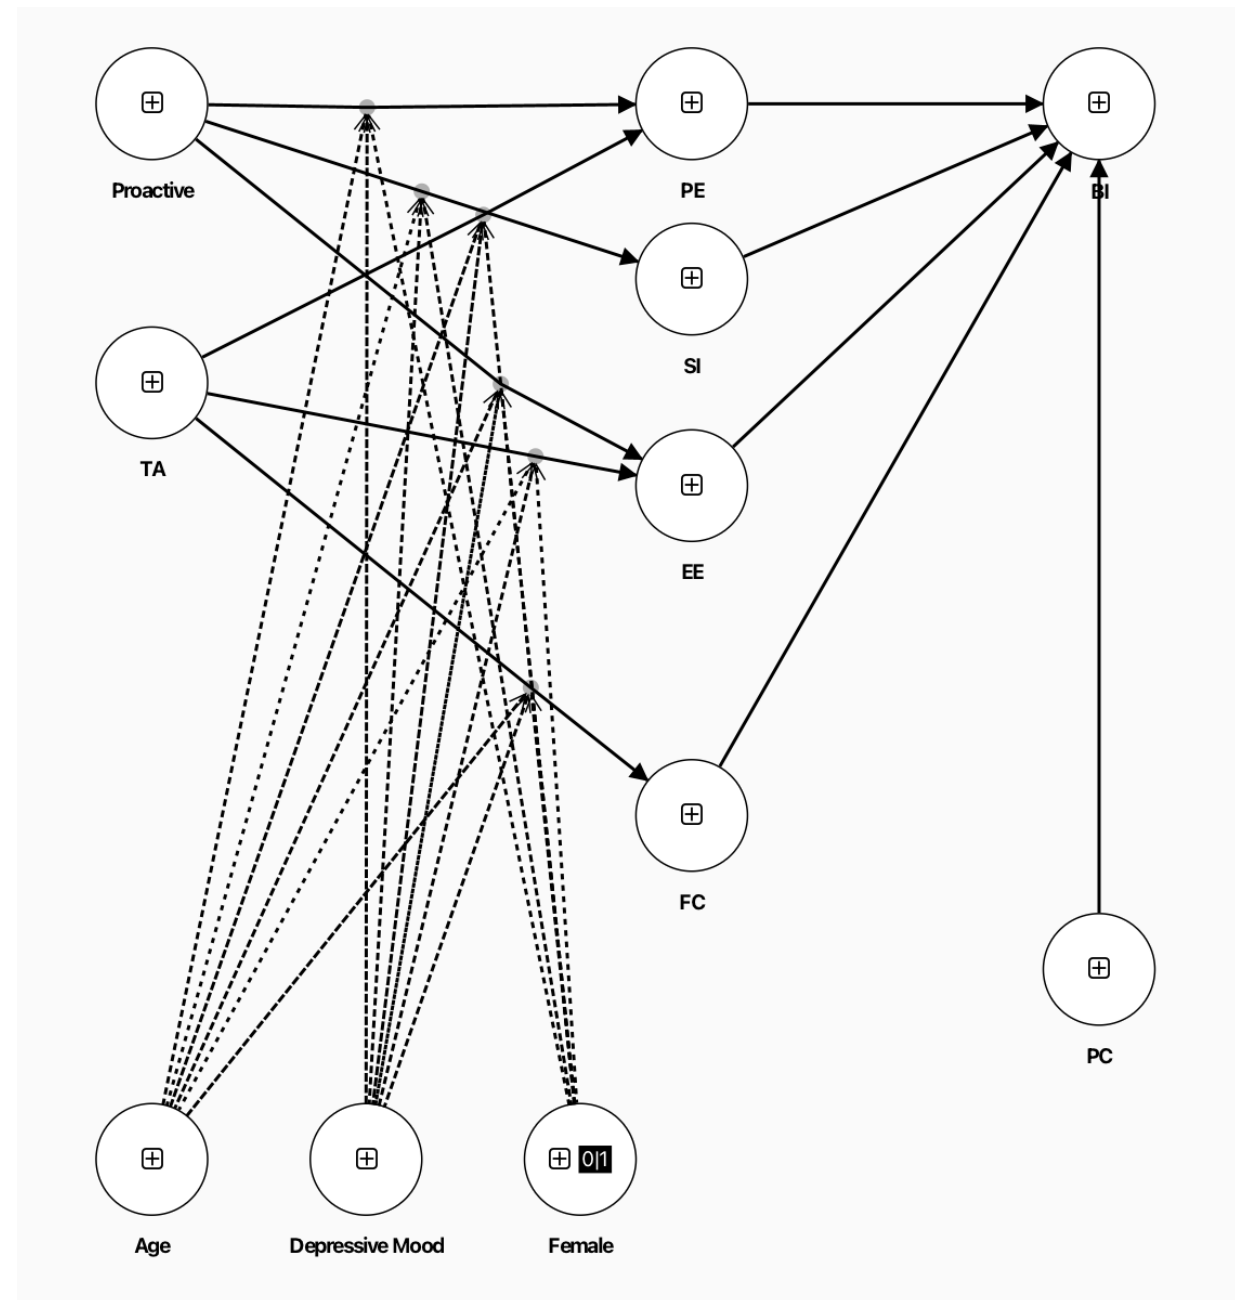 Proactive
PE
BI
SI
TA
EE
FC
PC
0|1
Age
Depressive Mood
Female